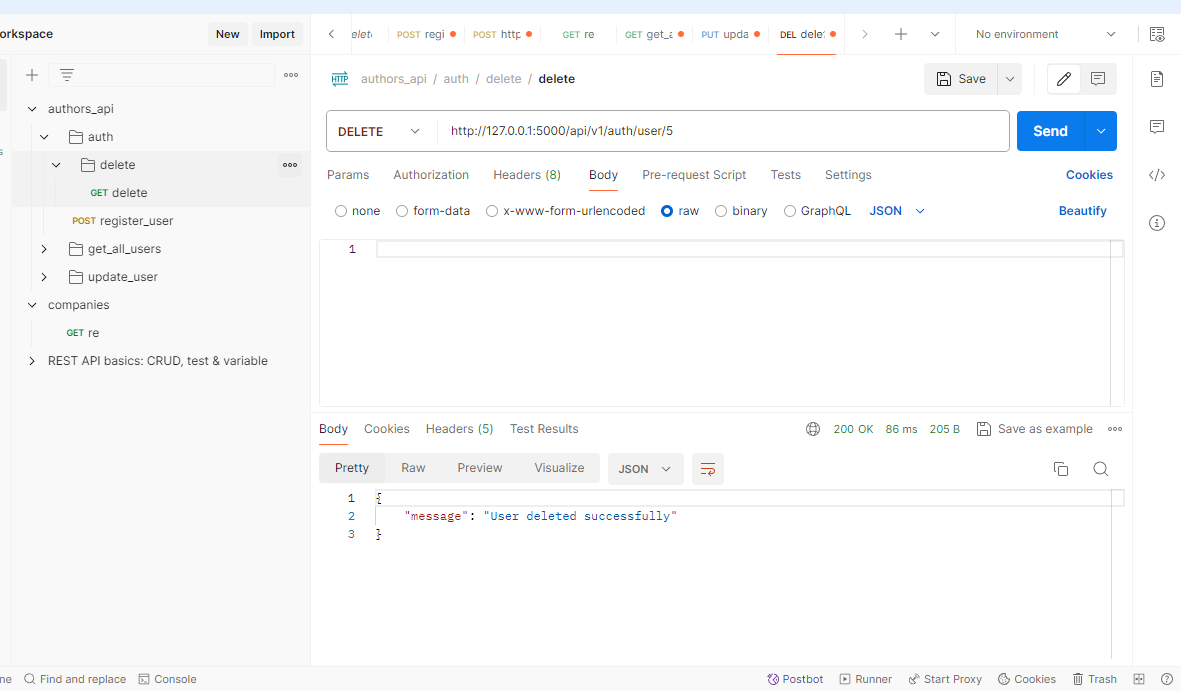 orkspace
New
Import
elete
POST regi
POST http
GET re
GET get_a
PUT upda
DEL dele
No environment
authors_api / auth / delete / delete
Save
authors_api
auth
delete
GET delete
POST register_user
get_all_users
update_user
companies
GET re
REST API basics: CRUD, test & variable
DELETE
http://127.0.0.1:5000/api/v1/auth/user/5
Send
Params
Authorization
Headers (8)
Body
Pre-request Script
Tests
Settings
Cookies
none
form-data
x-www-form-urlencoded
raw
binary
GraphQL
JSON
Beautify
1
Body
Cookies
Headers (5)
Test Results
200 OK
86 ms
205 B
Save as example
Pretty
Raw
Preview
Visualize
JSON
1 {
2 "message": "User deleted successfully"
3 }
ne
Find and replace
Console
Postbot
Runner
Start Proxy
Cookies
Trash